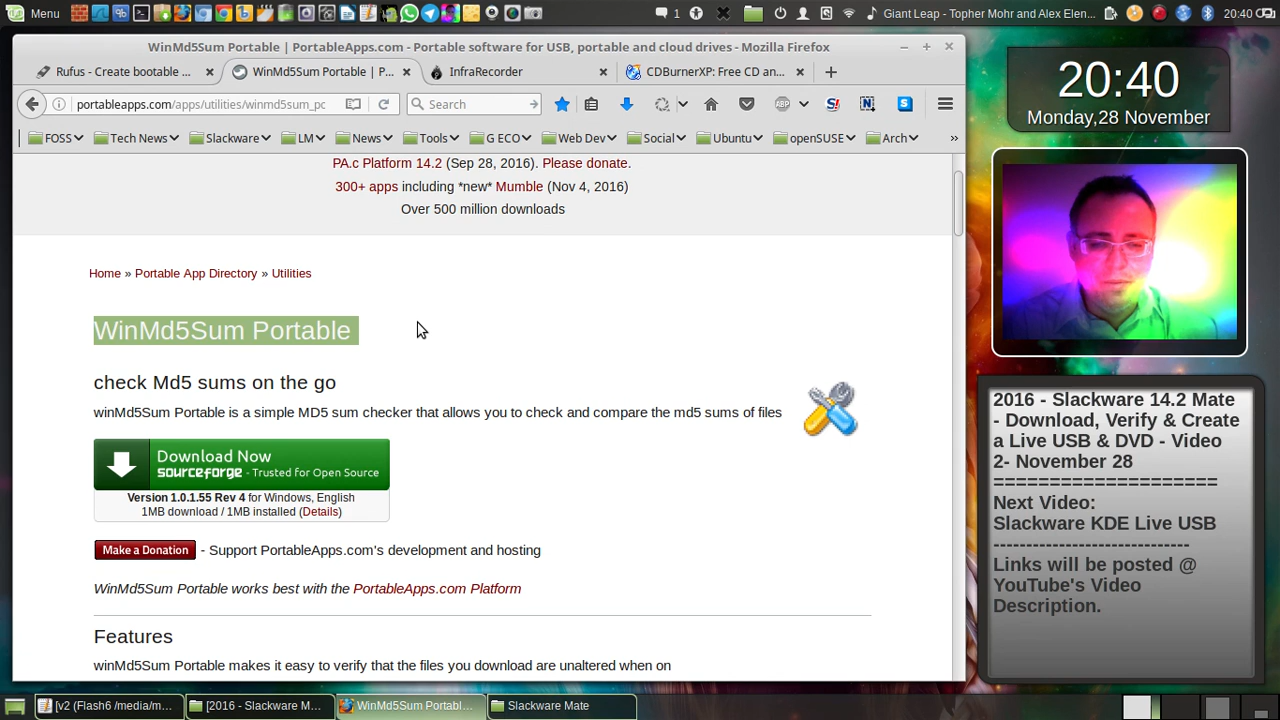 Menu
1
Giant Leap - Topher Mohr and Alex Elen...
20:40
WinMd5Sum Portable | PortableApps.com - Portable software for USB, portable and cloud drives - Mozilla Firefox
Rufus - Create bootable ...
WinMd5Sum Portable | P...
InfraRecorder
CDBurnerXP: Free CD an...
portableapps.com/apps/utilities/winmd5sum_pc
Search
FOSS
Tech News
Slackware
LM
News
Tools
G ECO
Web Dev
Social
Ubuntu
openSUSE
Arch
»
PA.c Platform 14.2 (Sep 28, 2016). Please donate.
300+ apps including *new* Mumble (Nov 4, 2016)
Over 500 million downloads
Home » Portable App Directory » Utilities
WinMd5Sum Portable
check Md5 sums on the go
winMd5Sum Portable is a simple MD5 sum checker that allows you to check and compare the md5 sums of files
Download Now
sourceforge - Trusted for Open Source
Version 1.0.1.55 Rev 4 for Windows, English
1MB download / 1MB installed (Details)
Make a Donation - Support PortableApps.com's development and hosting
WinMd5Sum Portable works best with the PortableApps.com Platform
Features
winMd5Sum Portable makes it easy to verify that the files you download are unaltered when on
20:40
Monday,28 November
2016 - Slackware 14.2 Mate
- Download, Verify & Create
a Live USB & DVD - Video
2- November 28
====================
Next Video:
Slackware KDE Live USB
----------------------------
Links will be posted @
YouTube's Video
Description.
[v2 (Flash6 /media/m...
[2016 - Slackware M...
WinMd5Sum Portabl...
Slackware Mate